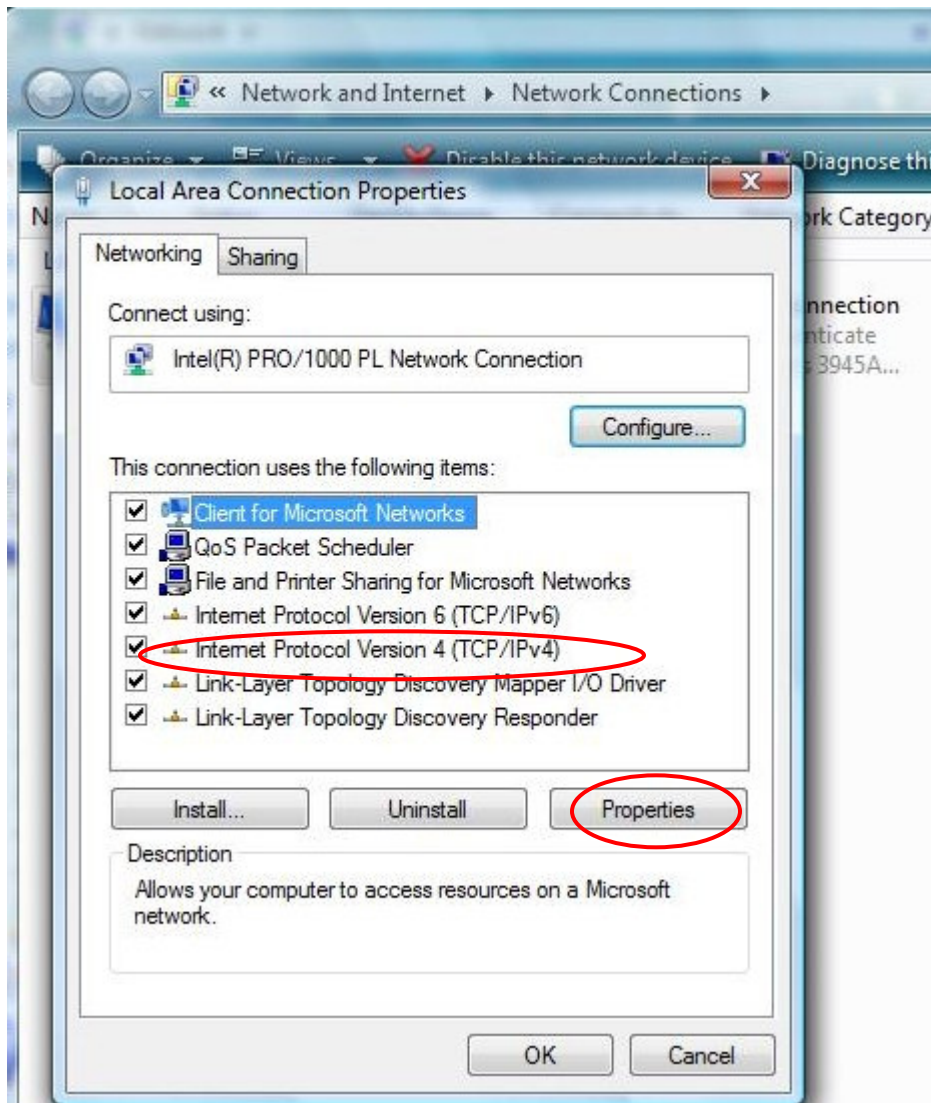 « Network and Internet ▸ Network Connections ▸
Organize Views Disable this network device Diagnose thi
Local Area Connection Properties
ork Category
Networking Sharing
Connect using:
nnection
nticate
Intel(R) PRO/1000 PL Network Connection
3945A...
Configure...
This connection uses the following items:
Client for Microsoft Networks
QoS Packet Scheduler
File and Printer Sharing for Microsoft Networks
Internet Protocol Version 6 (TCP/IPv6)
Internet Protocol Version 4 (TCP/IPv4)
Link-Layer Topology Discovery Mapper I/O Driver
Link-Layer Topology Discovery Responder
Install... Uninstall Properties
Description
Allows your computer to access resources on a Microsoft
network.
OK Cancel